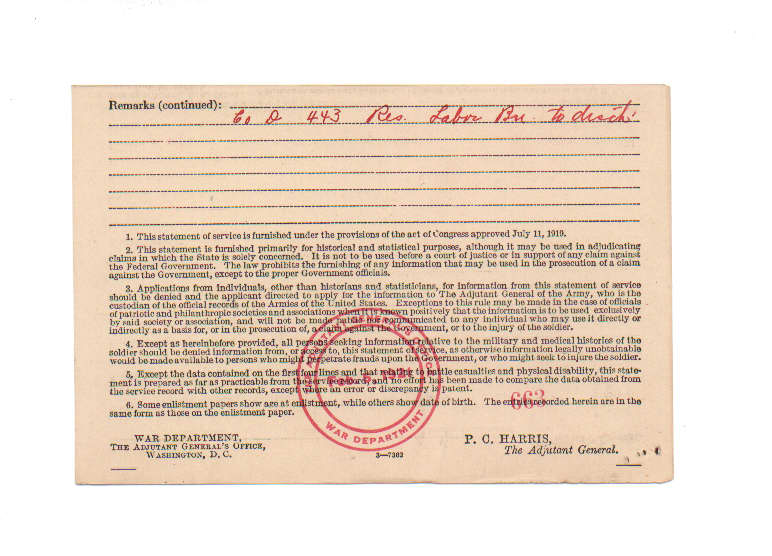 Remarks (continued):
Co D 443 Res. Labor Bn to disch.
1. This statement of service is furnished under the provisions of the act of Congress approved July 11, 1919.
2. This statement is furnished primarily for historical and statistical purposes, although it may be used in adjudicating
claims in which the State is solely concerned. It is not to be used before a court of justice or in support of any claim against
the Federal Government. The law prohibits the furnishing of any information that may be used in the prosecution of a claim
against the Government, except to the proper Government officials.
3. Applications from individuals, other than historians and statisticians, for information from this statement of service
should be denied and the applicant directed to apply for the information to The Adjutant General of the Army, who is the
custodian of the official records of the Armies of the United States. Exceptions to this rule may be made in the case of officials
of patriotic and philanthropic societies and associations when it is known positively that the information is to be used exclusively
by said society or association, and will not be made public nor communicated to any individual who may use it directly or
indirectly as a basis for, or in the prosecution of, a claim against the Government, or to the injury of the soldier.
4. Except as hereinbefore provided, all persons seeking information relative to the military and medical histories of the
soldier should be denied information from, or access to, this statement of service, as otherwise information legally unobtainable
would be made available to persons who might perpetrate frauds upon the Government, or who might seek to injure the soldier.
5. Except the data contained on the first four lines and that relating to battle casualties and physical disability, this state-
ment is prepared as far as practicable from the service record and no effort has been made to compare the data obtained from
the service record with other records, except where an error or discrepancy is patent.
6. Some enlistment papers show age at enlistment, while others show date of birth. The entries recorded herein are in the
same form as those on the enlistment paper.
663
WAR DEPARTMENT
WAR DEPARTMENT,
THE ADJUTANT GENERAL'S OFFICE,
WASHINGTON, D. C.
3—7302
P. C. HARRIS,
The Adjutant General.